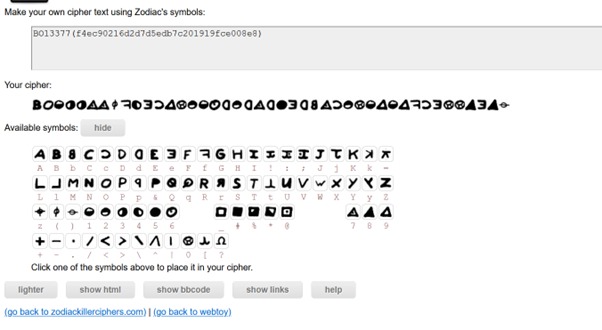 Make your own cipher text using Zodiac's symbols:
BO13377{f4ec90216d2d7d5edb7c201919fce008e8}
Your cipher:
Available symbols: hide
A B b C c D d E e F f G H I ! : ; J j K k -
L l M N O P p & Q q R r S T t U V W X Y y Z
z ( ) 1 2 3 4 5 6 _ # % * @ 7 8 9
+ - . / < > \ ^ | 0 [ ?
Click one of the symbols above to place it in your cipher.
lighter show html show bbcode show links help
(go back to zodiackillerciphers.com) | (go back to webtoy)